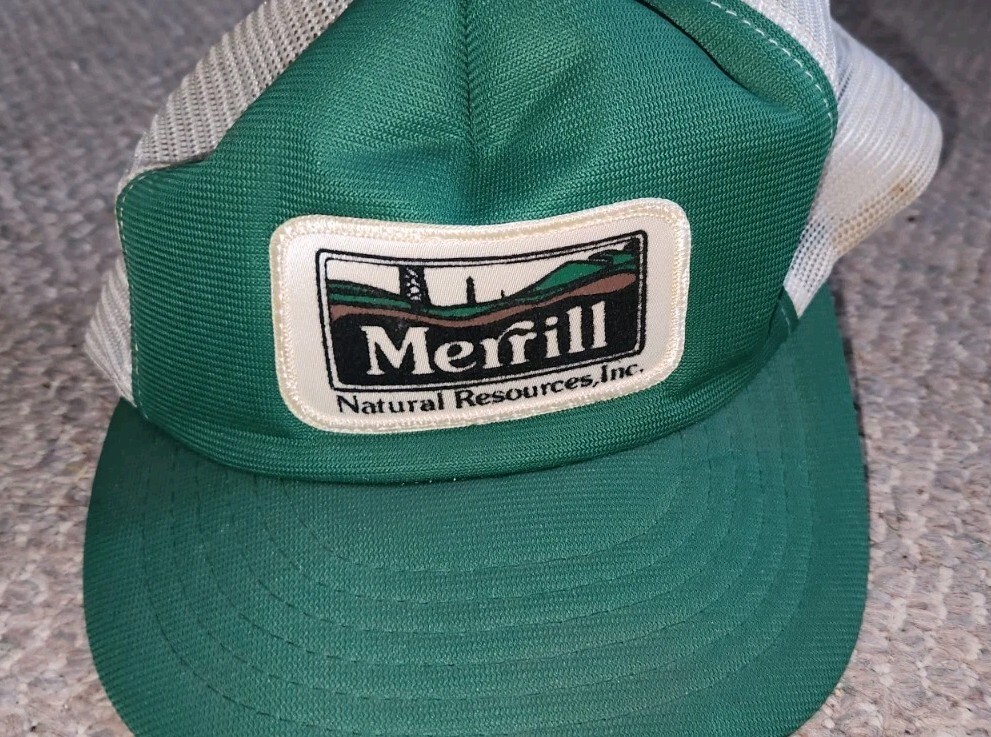 Merrill
Natural Resources, Inc.